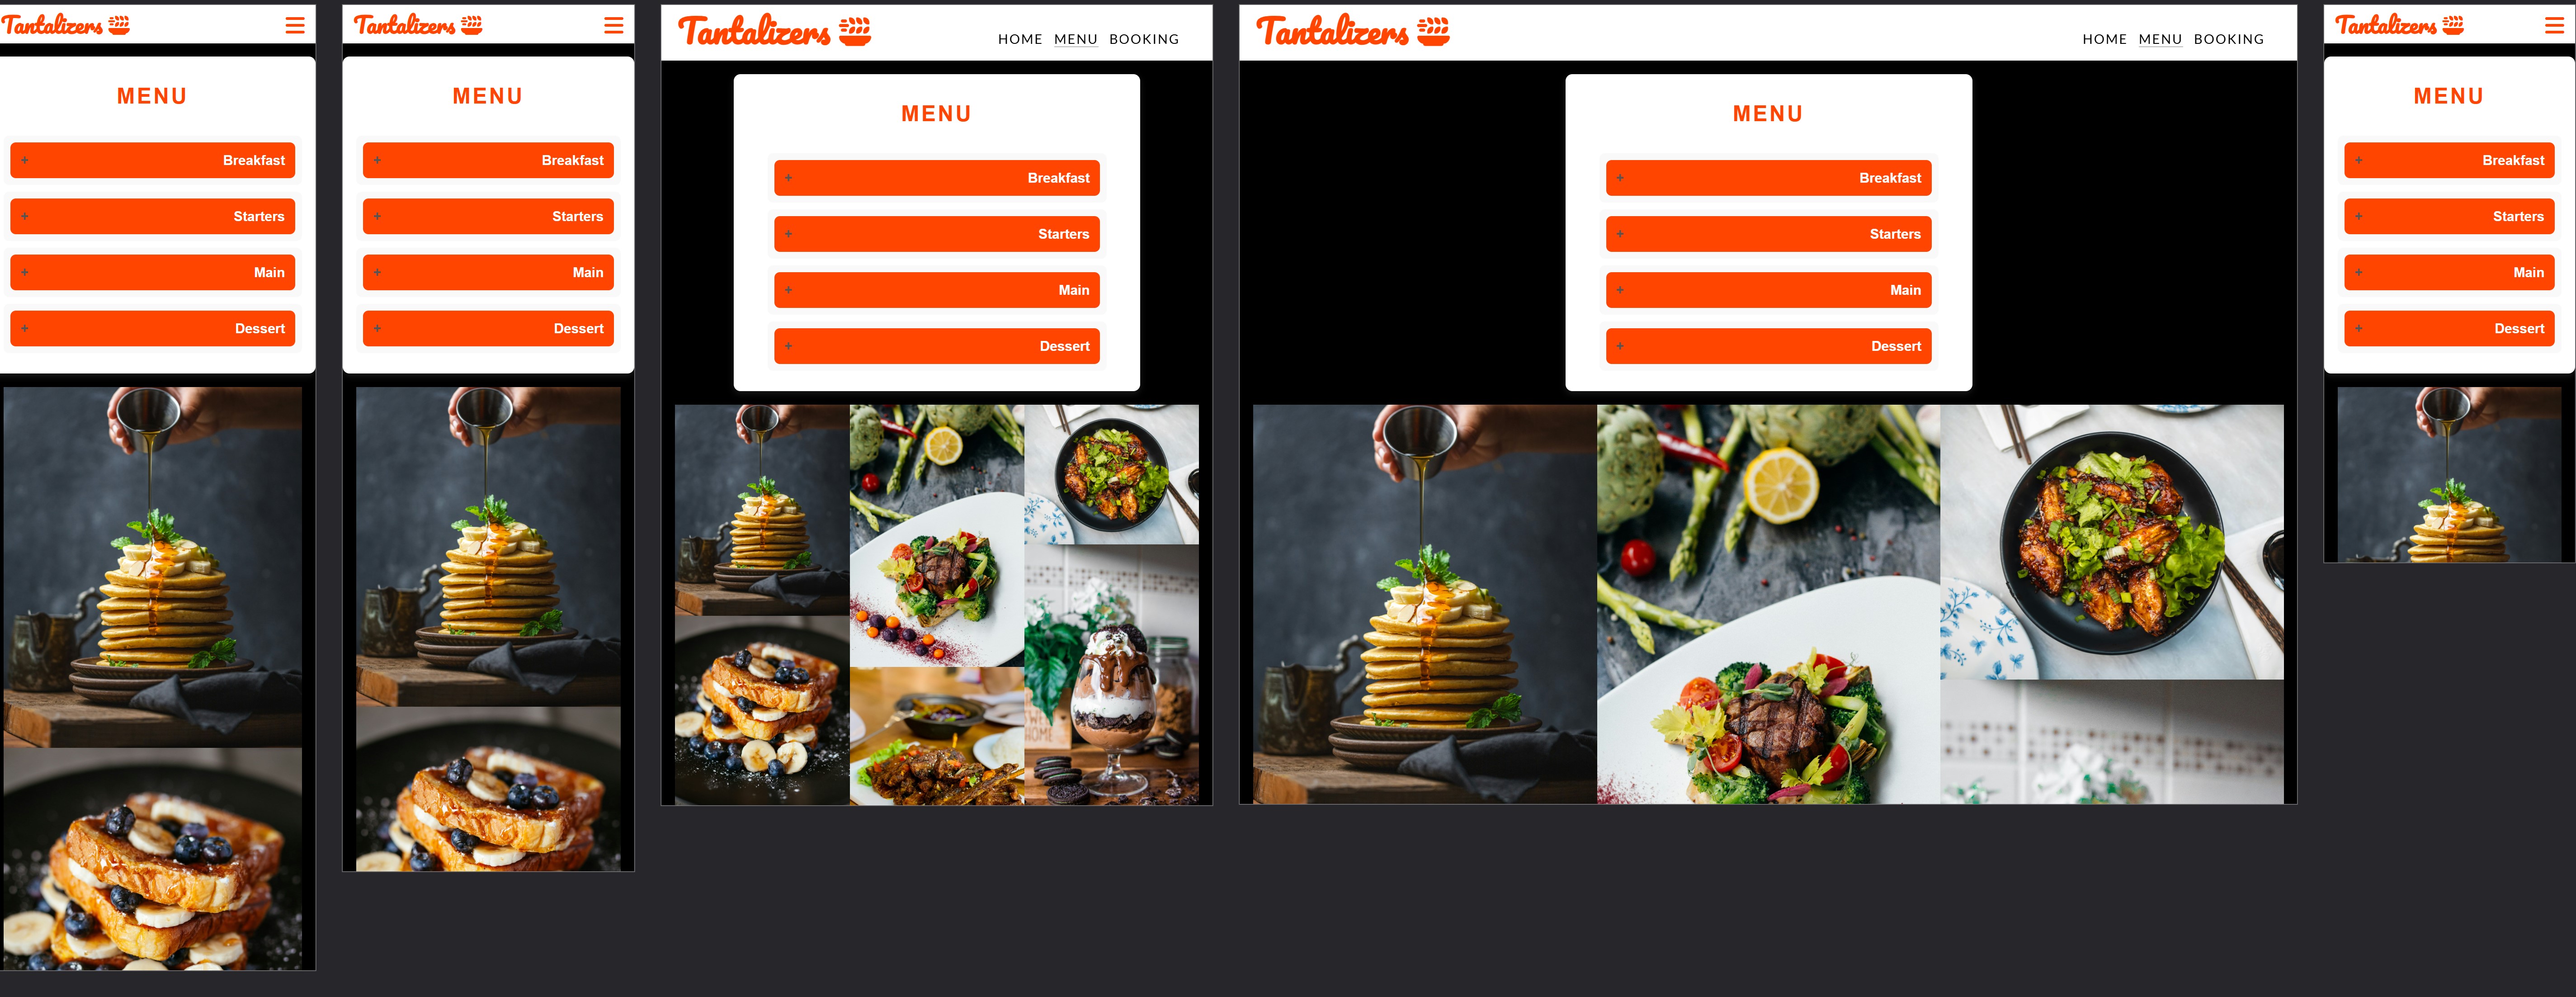 Tantalizers
MENU
+ Breakfast
+ Starters
+ Main
+ Dessert
Tantalizers
MENU
+ Breakfast
+ Starters
+ Main
+ Dessert
Tantalizers
HOME MENU BOOKING
MENU
+ Breakfast
+ Starters
+ Main
+ Dessert
HOME
Tantalizers
HOME MENU BOOKING
MENU
+ Breakfast
+ Starters
+ Main
+ Dessert
Tantalizers
MENU
+ Breakfast
+ Starters
+ Main
+ Dessert